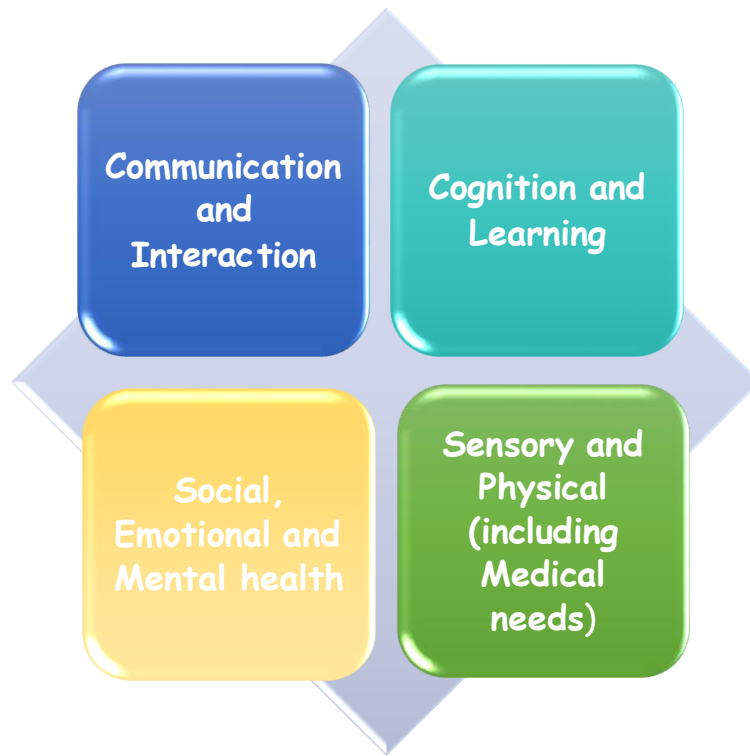 Communication
and
Interaction
Cognition and
Learning
Social,
Emotional and
Mental health
Sensory and
Physical
(including
Medical
needs)